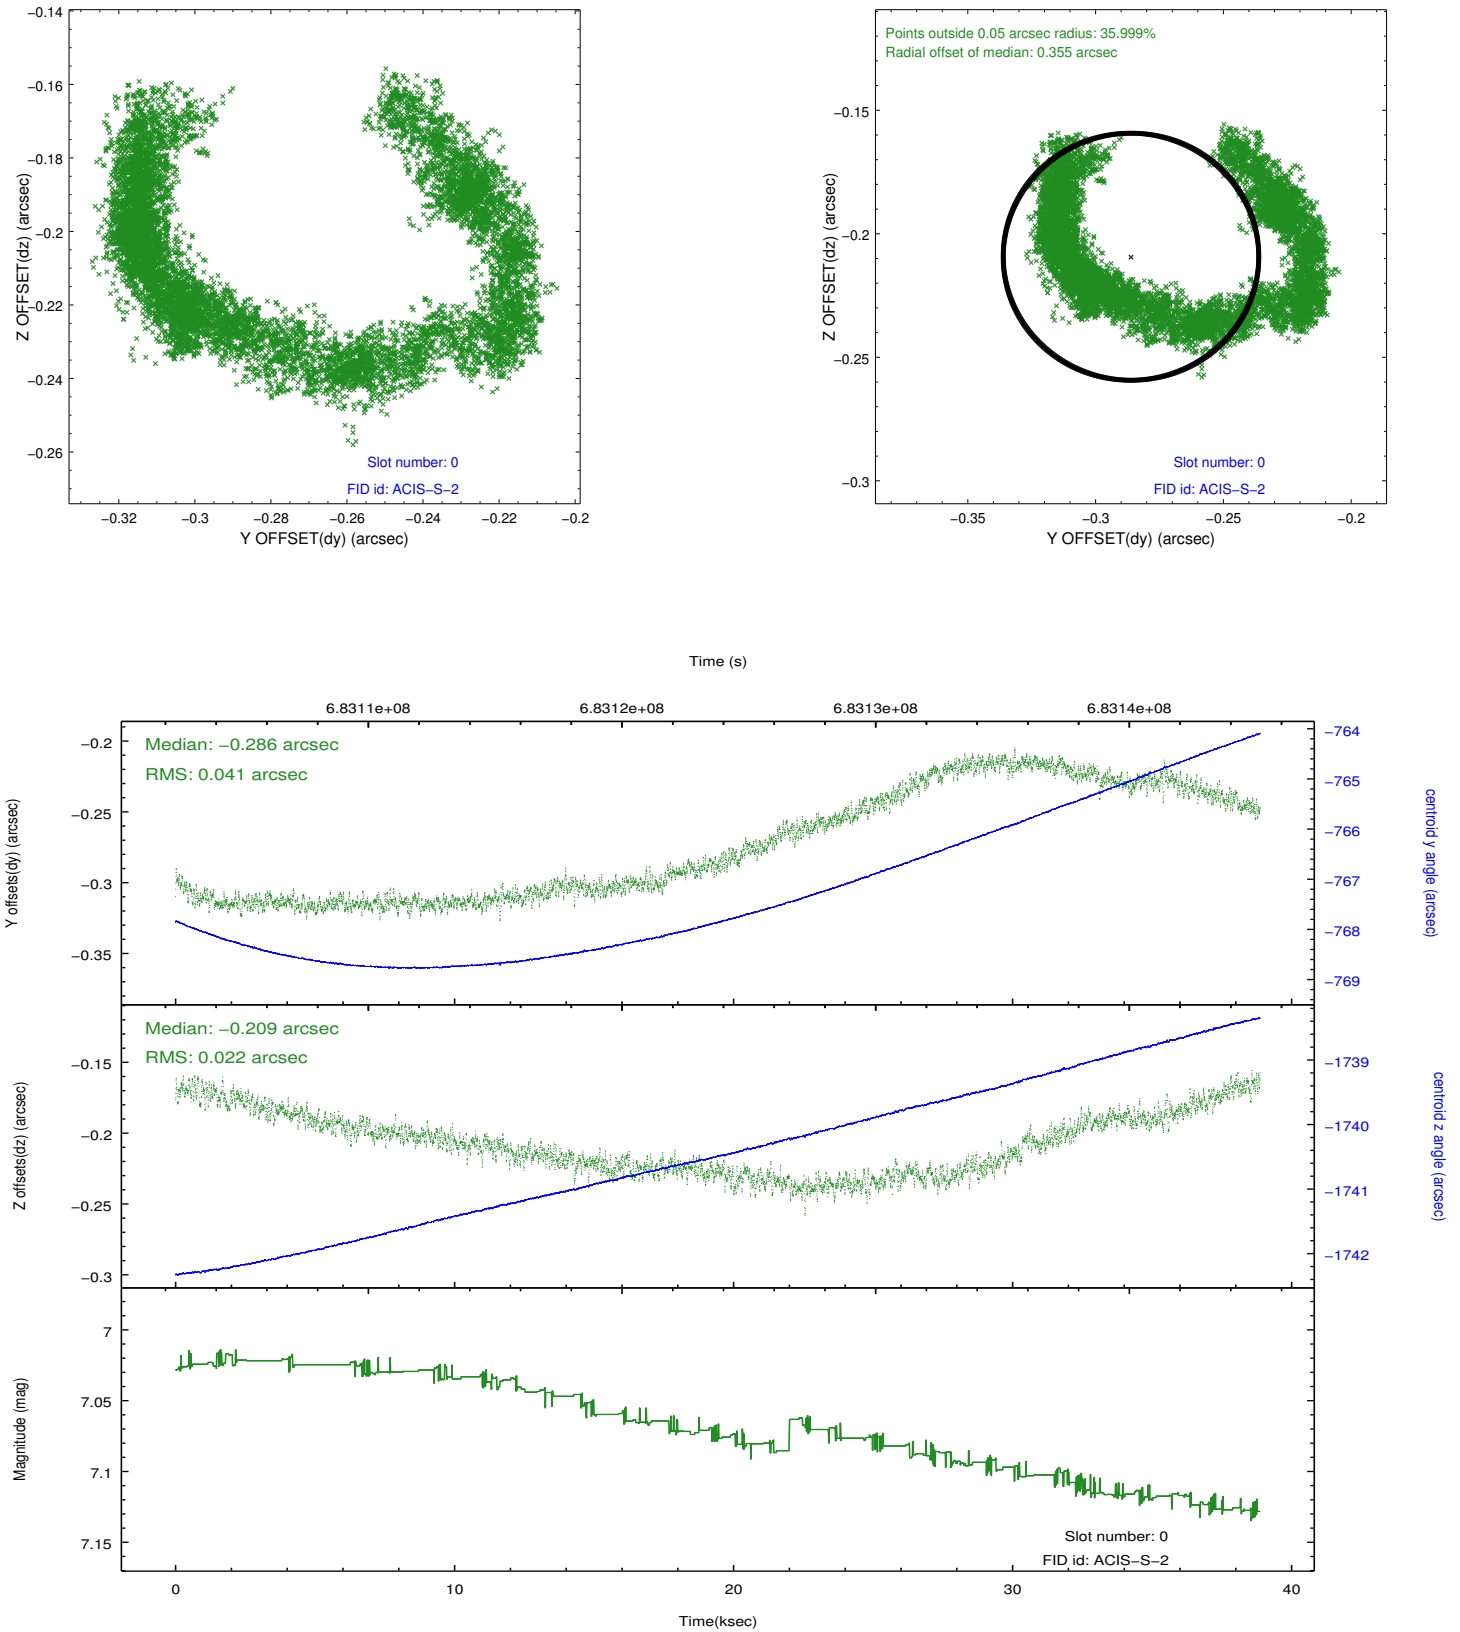 −0.14
−0.16
−0.18
−0.2
−0.22
−0.24
−0.26
Z OFFSET(dz) (arcsec)
Slot number: 0
FID id: ACIS−S−2
−0.32 −0.3 −0.28 −0.26 −0.24 −0.22 −0.2
Y OFFSET(dy) (arcsec)
Points outside 0.05 arcsec radius: 35.999%
Radial offset of median: 0.355 arcsec
−0.15
−0.2
−0.25
−0.3
Z OFFSET(dz) (arcsec)
Slot number: 0
FID id: ACIS−S−2
−0.35 −0.3 −0.25 −0.2
Y OFFSET(dy) (arcsec)
Time (s)
6.8311e+08 6.8312e+08 6.8313e+08 6.8314e+08
Median: −0.286 arcsec
RMS: 0.041 arcsec
−0.2
−0.25
−0.3
−0.35
Y offsets(dy) (arcsec)
−764
−765
−766
−767
−768
−769
centroid y angle (arcsec)
Median: −0.209 arcsec
RMS: 0.022 arcsec
−0.15
−0.2
−0.25
−0.3
Z offsets(dz) (arcsec)
−1739
−1740
−1741
−1742
centroid z angle (arcsec)
7
7.05
7.1
7.15
Magnitude (mag)
Slot number: 0
FID id: ACIS−S−2
0 10 20 30 40
Time(ksec)